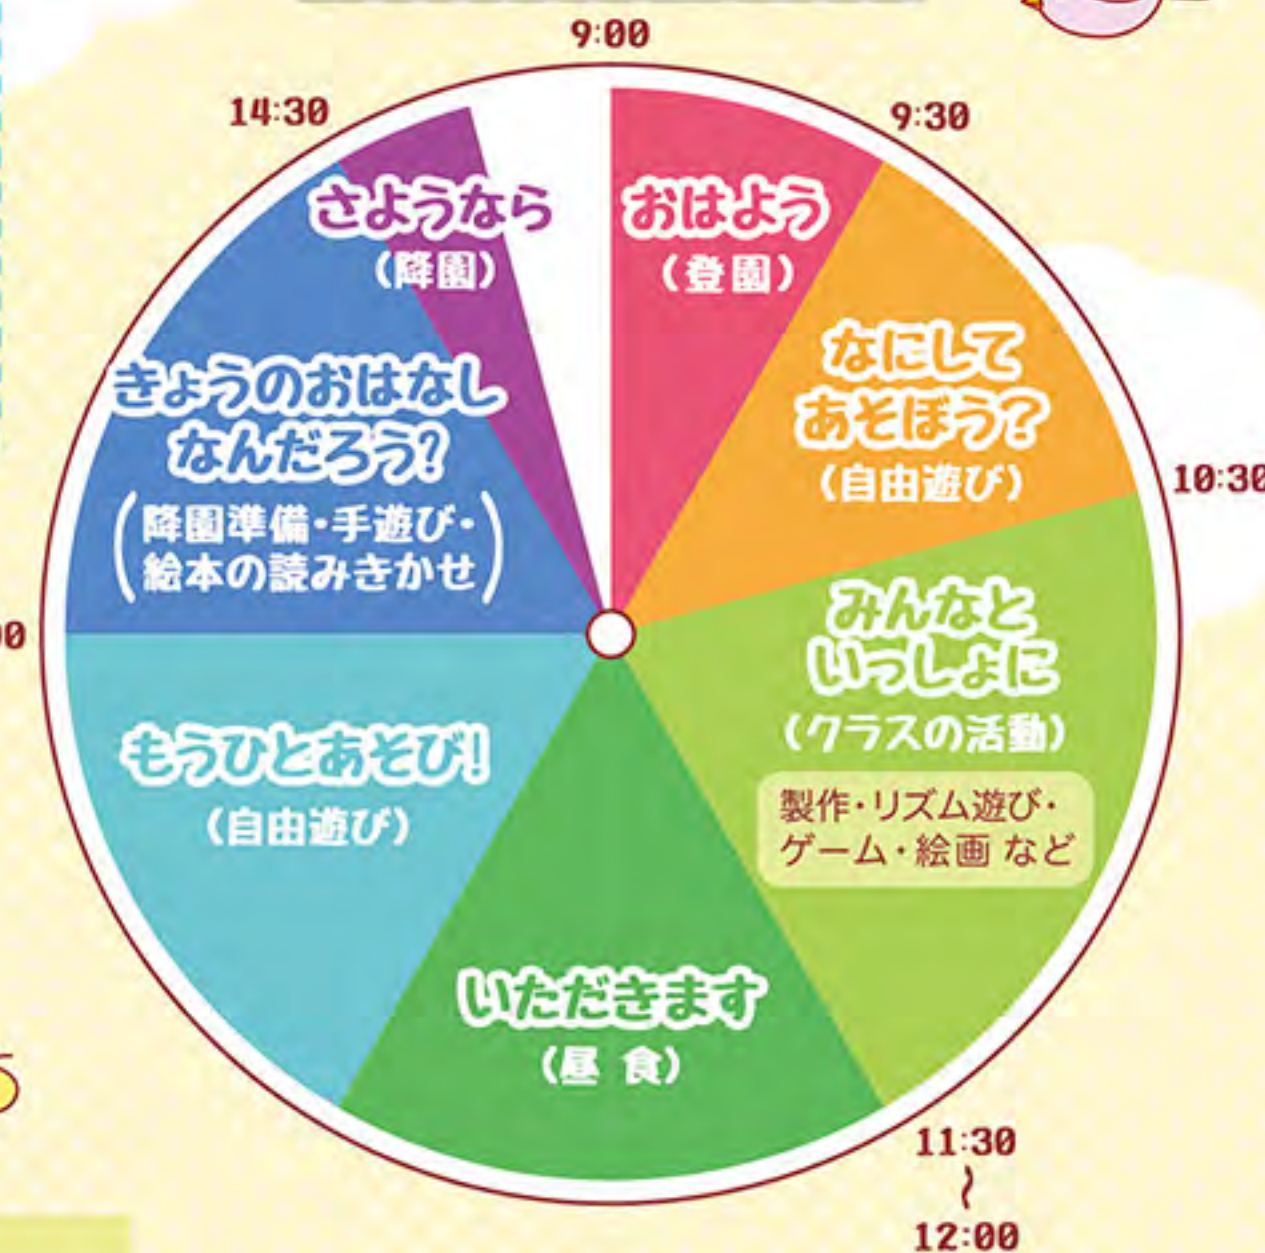 9:00
9:30
10:30
11:30
〜
12:00
14:30
おはよう
(登園)
なにして
あそぼう?
(自由遊び)
みんなと
いっしょに
(クラスの活動)
製作・リズム遊び・
ゲーム・絵画 など
いただきます
(昼 食)
もうひとあそび!
(自由遊び)
きょうのおはなし
なんだろう?
(降園準備・手遊び・
絵本の読みきかせ)
さようなら
(降園)